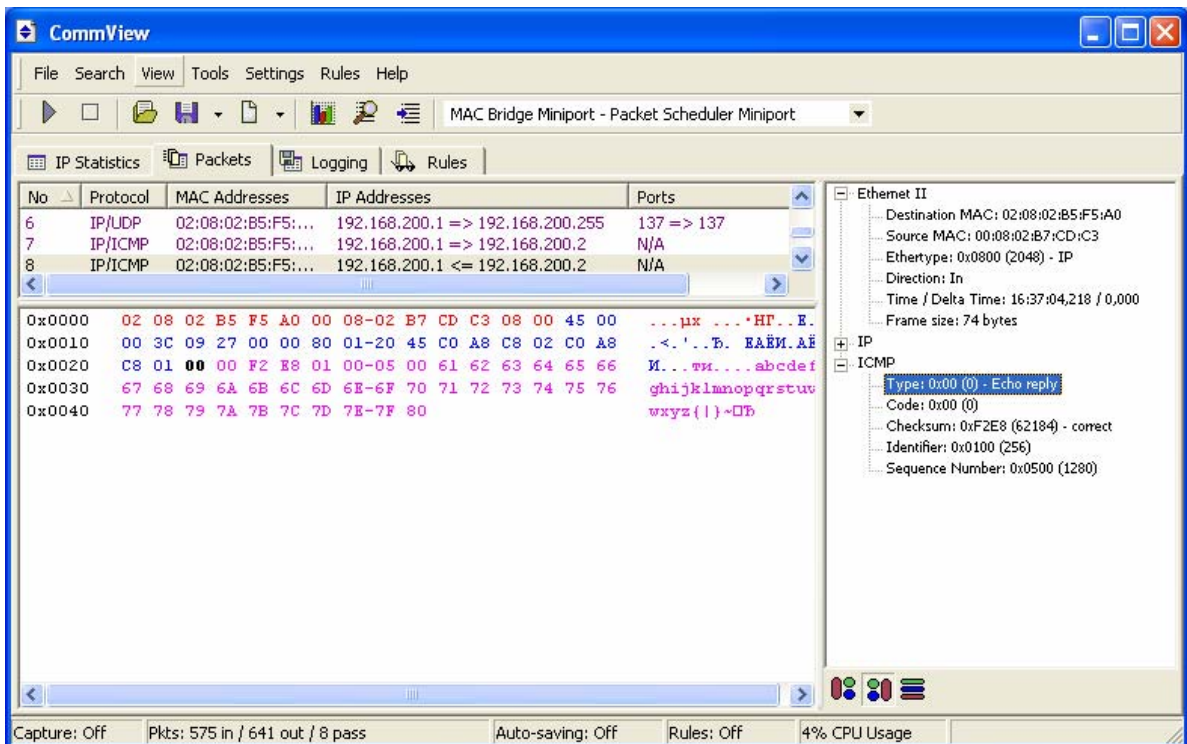 CommView
File Search View Tools Settings Rules Help
MAC Bridge Miniport - Packet Scheduler Miniport
IP Statistics Packets Logging Rules
No Protocol MAC Addresses IP Addresses Ports
6 IP/UDP 02:08:02:B5:F5:... 192.168.200.1 => 192.168.200.255 137 => 137
7 IP/ICMP 02:08:02:B5:F5:... 192.168.200.1 => 192.168.200.2 N/A
8 IP/ICMP 02:08:02:B5:F5:... 192.168.200.1 <= 192.168.200.2 N/A
0x0000 02 08 02 B5 F5 A0 00 08-02 B7 CD C3 08 00 45 00 ...µx ...·НГ..E.
0x0010 00 3C 09 27 00 00 80 01-20 45 C0 A8 C8 02 C0 A8 .<.'..Ђ. EАЁИ.АЁ
0x0020 C8 01 00 00 F2 E8 01 00-05 00 61 62 63 64 65 66 И...ти....abcdef
0x0030 67 68 69 6A 6B 6C 6D 6E-6F 70 71 72 73 74 75 76 ghijklmnopqrstuv
0x0040 77 78 79 7A 7B 7C 7D 7E-7F 80 wxyz{|}~□Ђ
Ethernet II
Destination MAC: 02:08:02:B5:F5:A0
Source MAC: 00:08:02:B7:CD:C3
Ethertype: 0x0800 (2048) - IP
Direction: In
Time / Delta Time: 16:37:04,218 / 0,000
Frame size: 74 bytes
IP
ICMP
Type: 0x00 (0) - Echo reply
Code: 0x00 (0)
Checksum: 0xF2E8 (62184) - correct
Identifier: 0x0100 (256)
Sequence Number: 0x0500 (1280)
Capture: Off Pkts: 575 in / 641 out / 8 pass Auto-saving: Off Rules: Off 4% CPU Usage